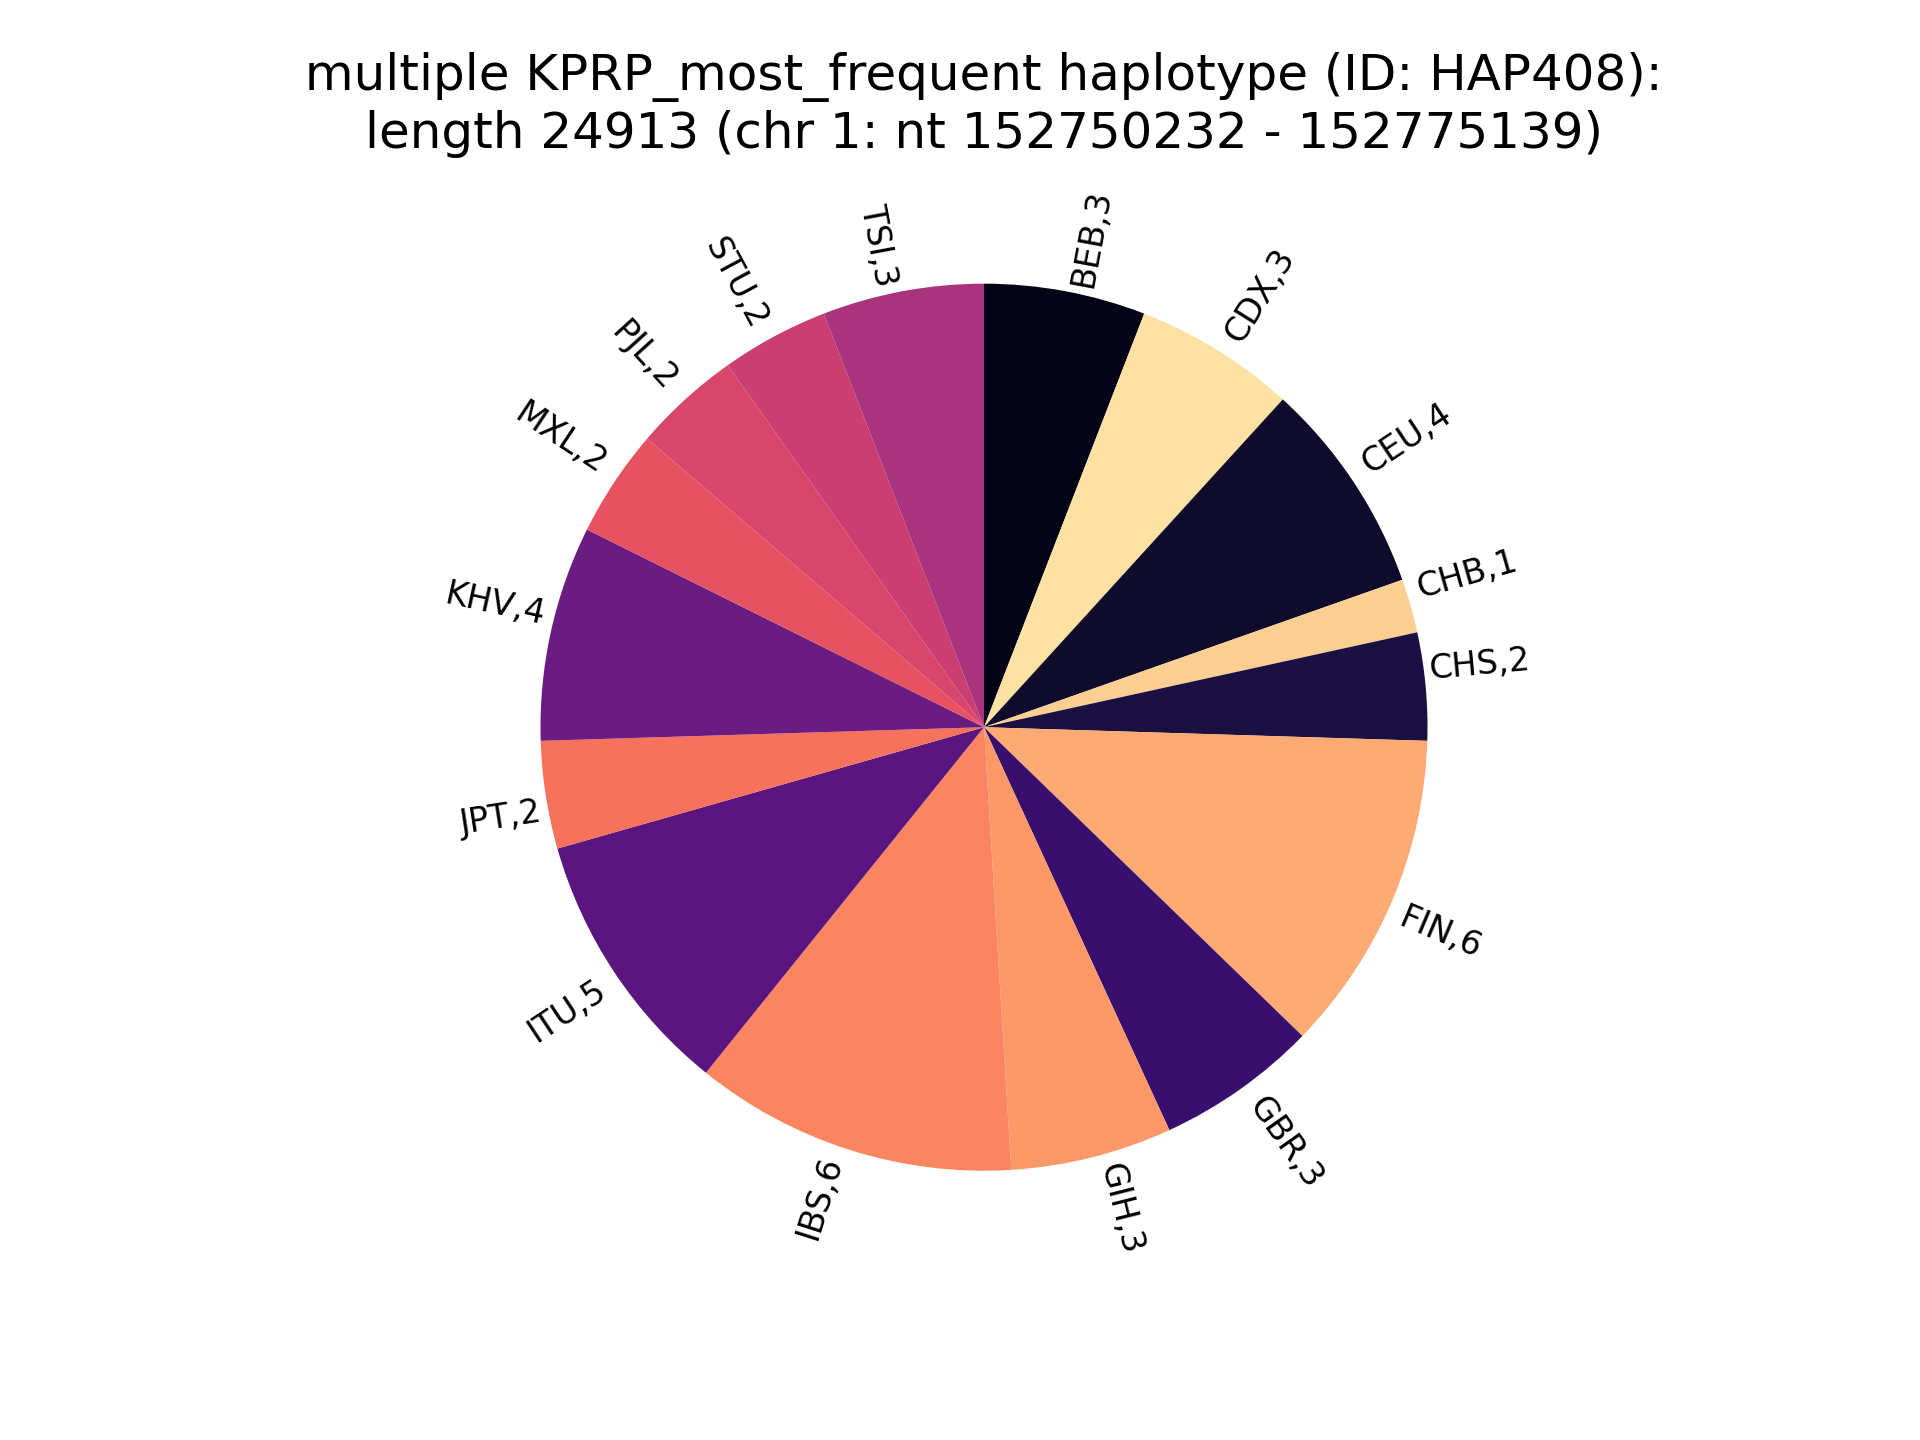 multiple KPRP_most_frequent haplotype (ID: HAP408):
length 24913 (chr 1: nt 152750232 - 152775139)
BEB,3
CDX,3
CEU,4
CHB,1
CHS,2
FIN,6
GBR,3
GIH,3
IBS,6
ITU,5
JPT,2
KHV,4
MXL,2
PJL,2
STU,2
TSI,3